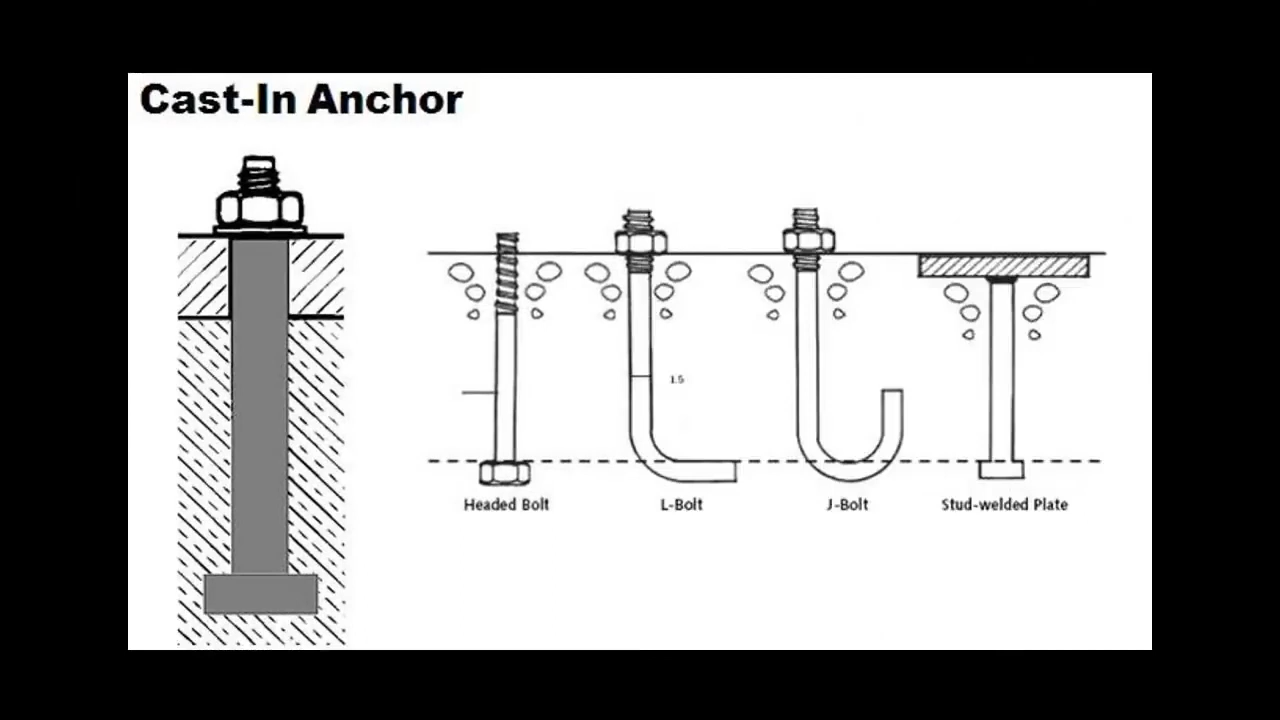 Cast-In Anchor
1.5
Headed Bolt
L-Bolt
J-Bolt
Stud-welded Plate